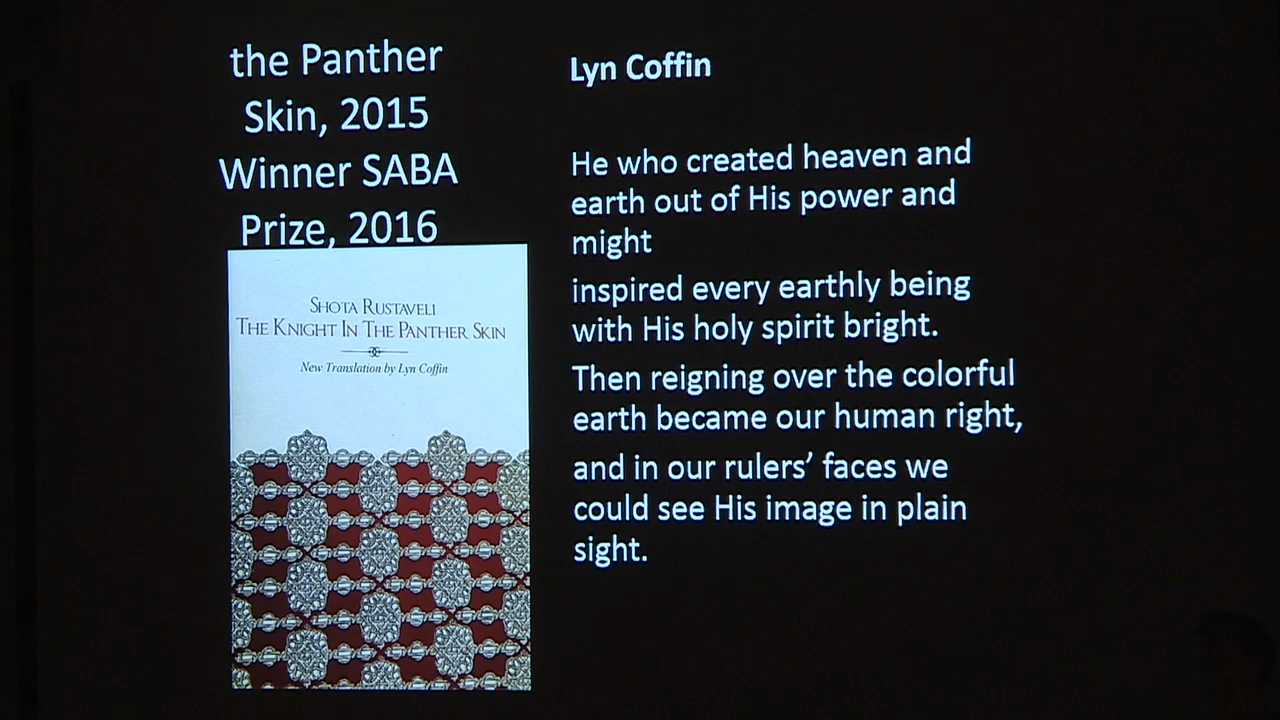 the Panther
Skin, 2015
Winner SABA
Prize, 2016
SHOTA RUSTAVELI
THE KNIGHT IN THE PANTHER SKIN
New Translation by Lyn Coffin
Lyn Coffin
He who created heaven and
earth out of His power and
might
inspired every earthly being
with His holy spirit bright.
Then reigning over the colorful
earth became our human right,
and in our rulers’ faces we
could see His image in plain
sight.